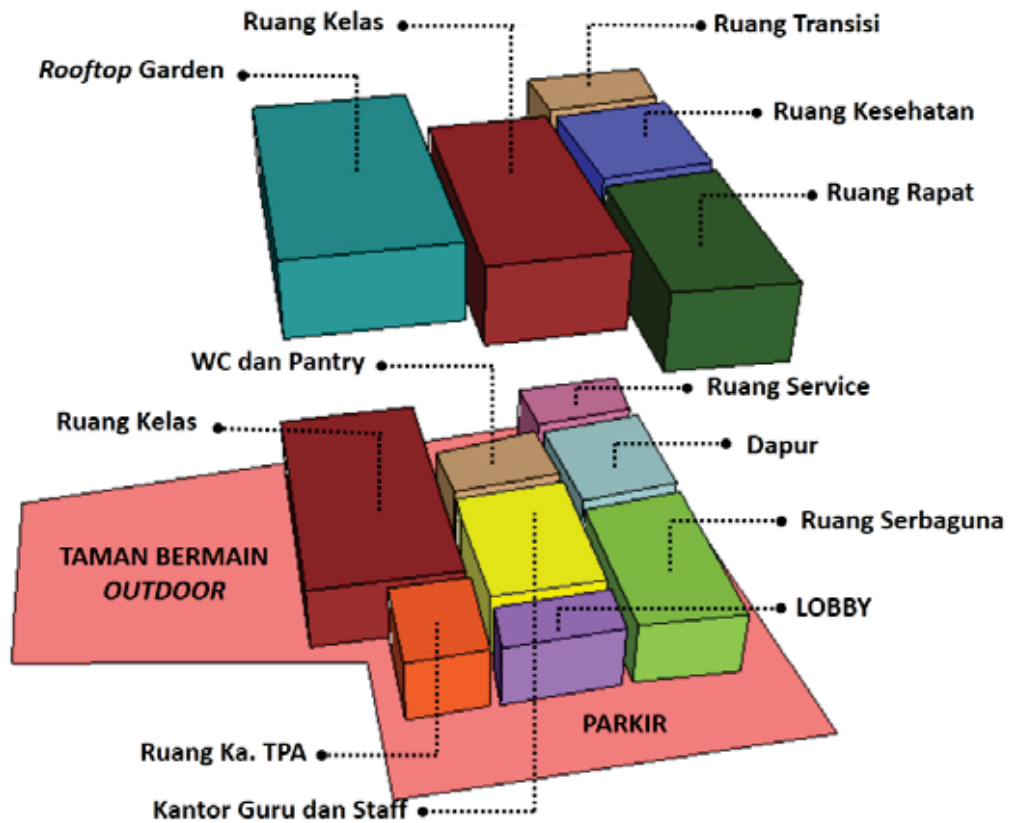 Ruang Kelas
Ruang Transisi
Rooftop Garden
Ruang Kesehatan
Ruang Rapat
WC dan Pantry
Ruang Service
Ruang Kelas
Dapur
Ruang Serbaguna
TAMAN BERMAIN
OUTDOOR
LOBBY
PARKIR
Ruang Ka. TPA
Kantor Guru dan Staff